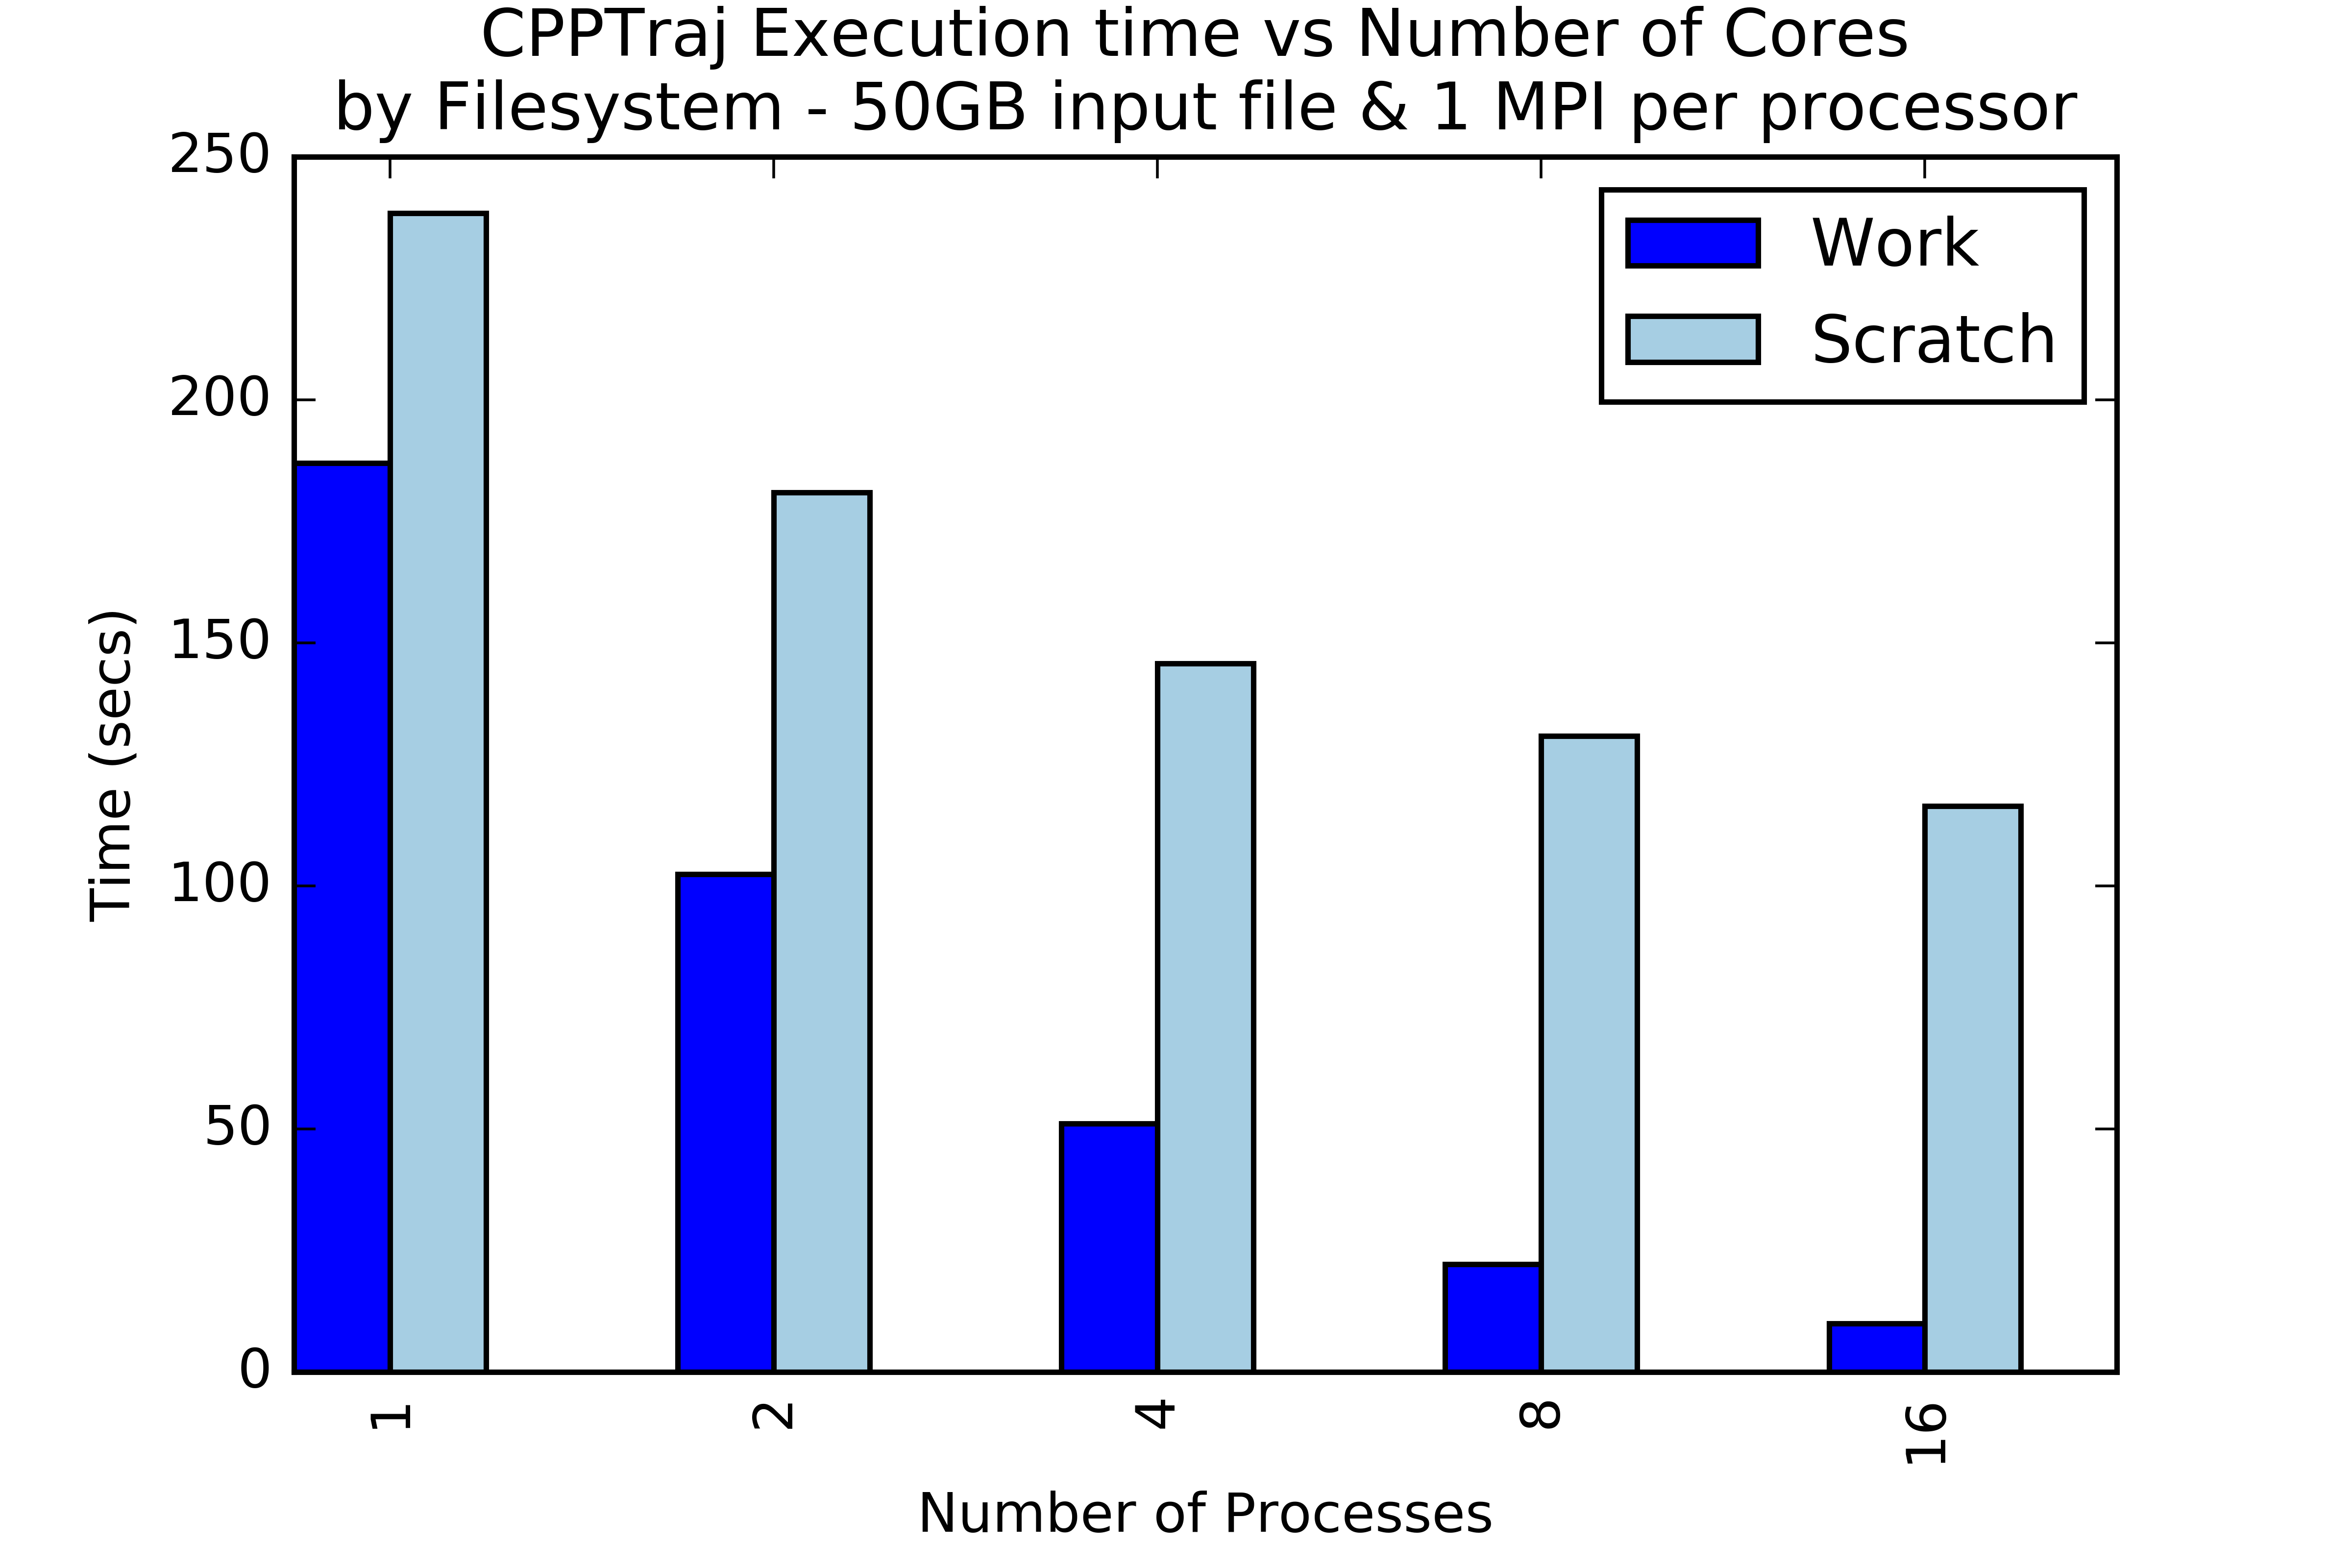 CPPTraj Execution time vs Number of Cores
by Filesystem - 50GB input file & 1 MPI per processor
250
200
150
100
50
0
Time (secs)
Work
Scratch
1
2
4
8
16
Number of Processes